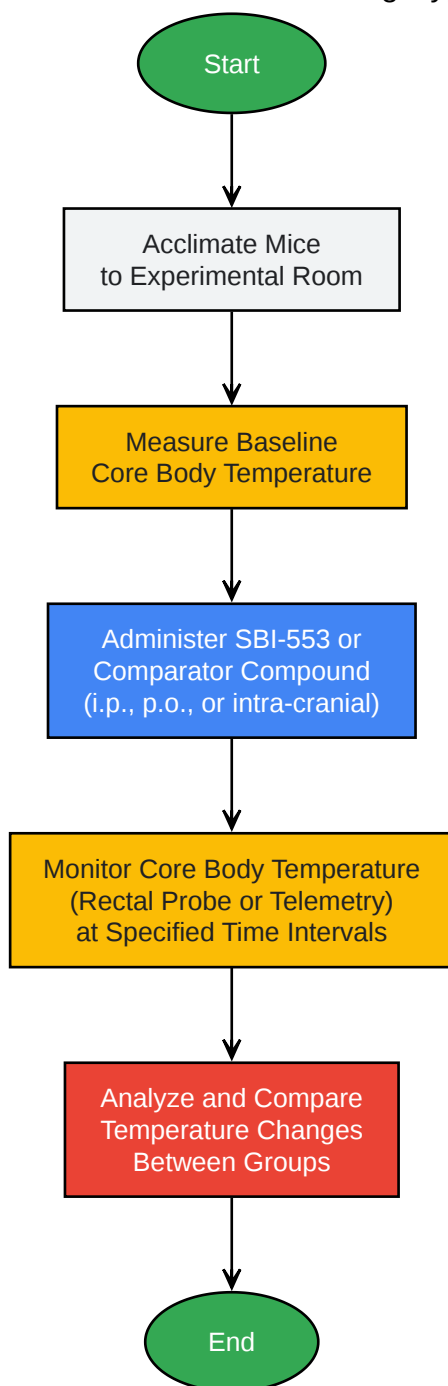 Start
Acclimate Mice
to Experimental Room
Measure Baseline
Core Body Temperature
Administer SBI-553 or
Comparator Compound
(i.p., p.o., or intra-cranial)
Monitor Core Body Temperature
(Rectal Probe or Telemetry)
at Specified Time Intervals
Analyze and Compare
Temperature Changes
Between Groups
End